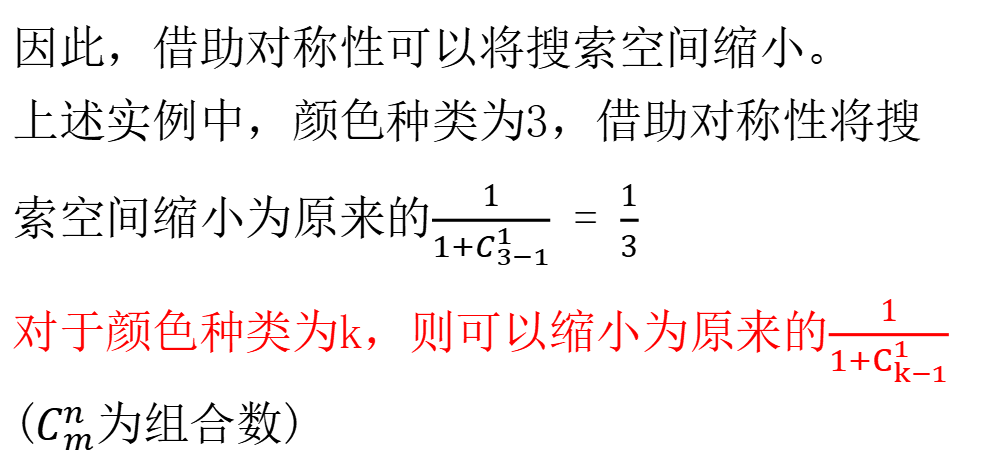 因此，借助对称性可以将搜索空间缩小。
上述实例中，颜色种类为3，借助对称性将搜
索空间缩小为原来的$\frac{1}{1+C_{3-1}^{1}} = \frac{1}{3}$
对于颜色种类为k，则可以缩小为原来的$\frac{1}{1+C_{k-1}^{1}}$
($C_{m}^{n}$为组合数)